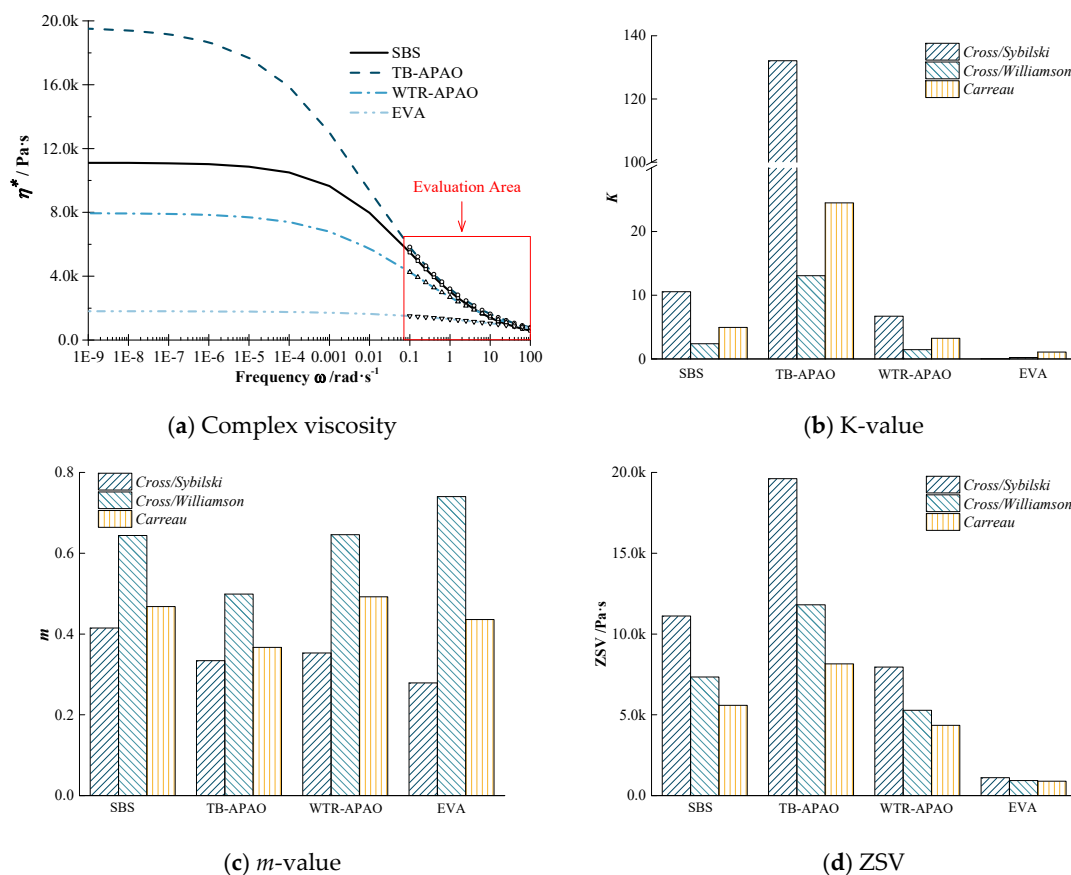 20.0k
16.0k
12.0k
8.0k
4.0k
0.0
η* / Pa·s
SBS
TB-APAO
WTR-APAO
EVA
Evaluation Area
1E-9 1E-8 1E-7 1E-6 1E-5 1E-4 0.001 0.01 0.1 1 10 100
Frequency ω /rad·s⁻¹
(a) Complex viscosity
140
120
100
20
10
0
K
Cross/Sybilski
Cross/Williamson
Carreau
SBS TB-APAO WTR-APAO EVA
(b) K-value
0.8
0.6
0.4
0.2
0.0
m
Cross/Sybilski
Cross/Williamson
Carreau
SBS TB-APAO WTR-APAO EVA
(c) m-value
20.0k
15.0k
10.0k
5.0k
0.0
ZSV /Pa·s
Cross/Sybilski
Cross/Williamson
Carreau
SBS TB-APAO WTR-APAO EVA
(d) ZSV